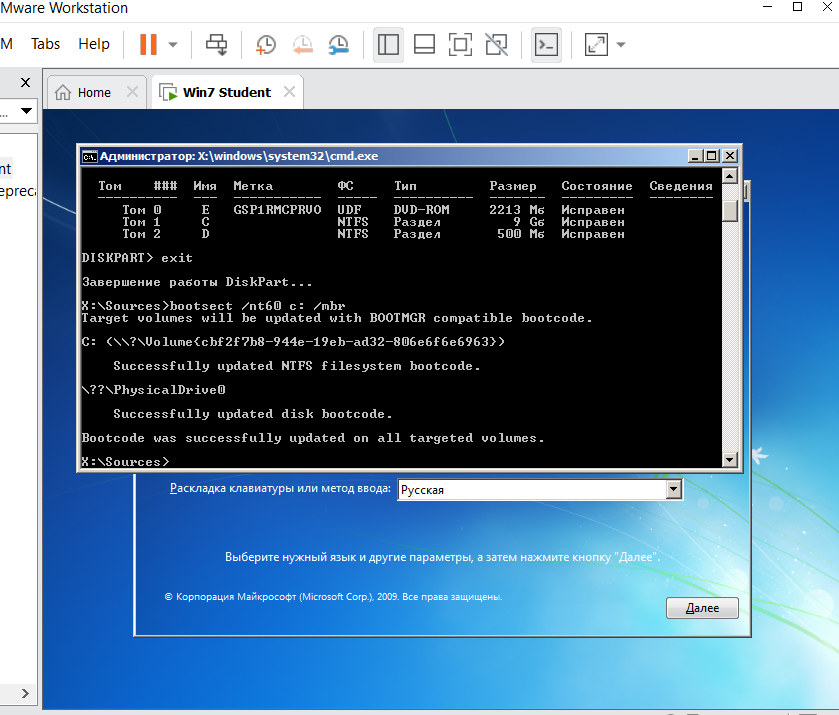 Mware Workstation
M Tabs Help
Home
Win7 Student
...
nt
epreca
Администратор: X:\windows\system32\cmd.exe
Том ### Имя Метка ФС Тип Размер Состояние Сведения
---------- --- ----------- ----- ---------- ------- --------- --------
Том 0 E GSP1RMCPRVO UDF DVD-ROM 2213 Mб Исправен
Том 1 C NTFS Раздел 9 Gб Исправен
Том 2 D NTFS Раздел 500 Mб Исправен
DISKPART> exit
Завершение работы DiskPart...
X:\Sources>bootsect /nt60 c: /mbr
Target volumes will be updated with BOOTMGR compatible bootcode.
C: (\\?\Volume{cbf2f7b8-944e-19eb-ad32-806e6f6e6963})
Successfully updated NTFS filesystem bootcode.
\??\PhysicalDrive0
Successfully updated disk bootcode.
Bootcode was successfully updated on all targeted volumes.
X:\Sources>
Раскладка клавиатуры или метод ввода: Русская
Выберите нужный язык и другие параметры, а затем нажмите кнопку "Далее".
© Корпорация Майкрософт (Microsoft Corp.), 2009. Все права защищены.
Далее